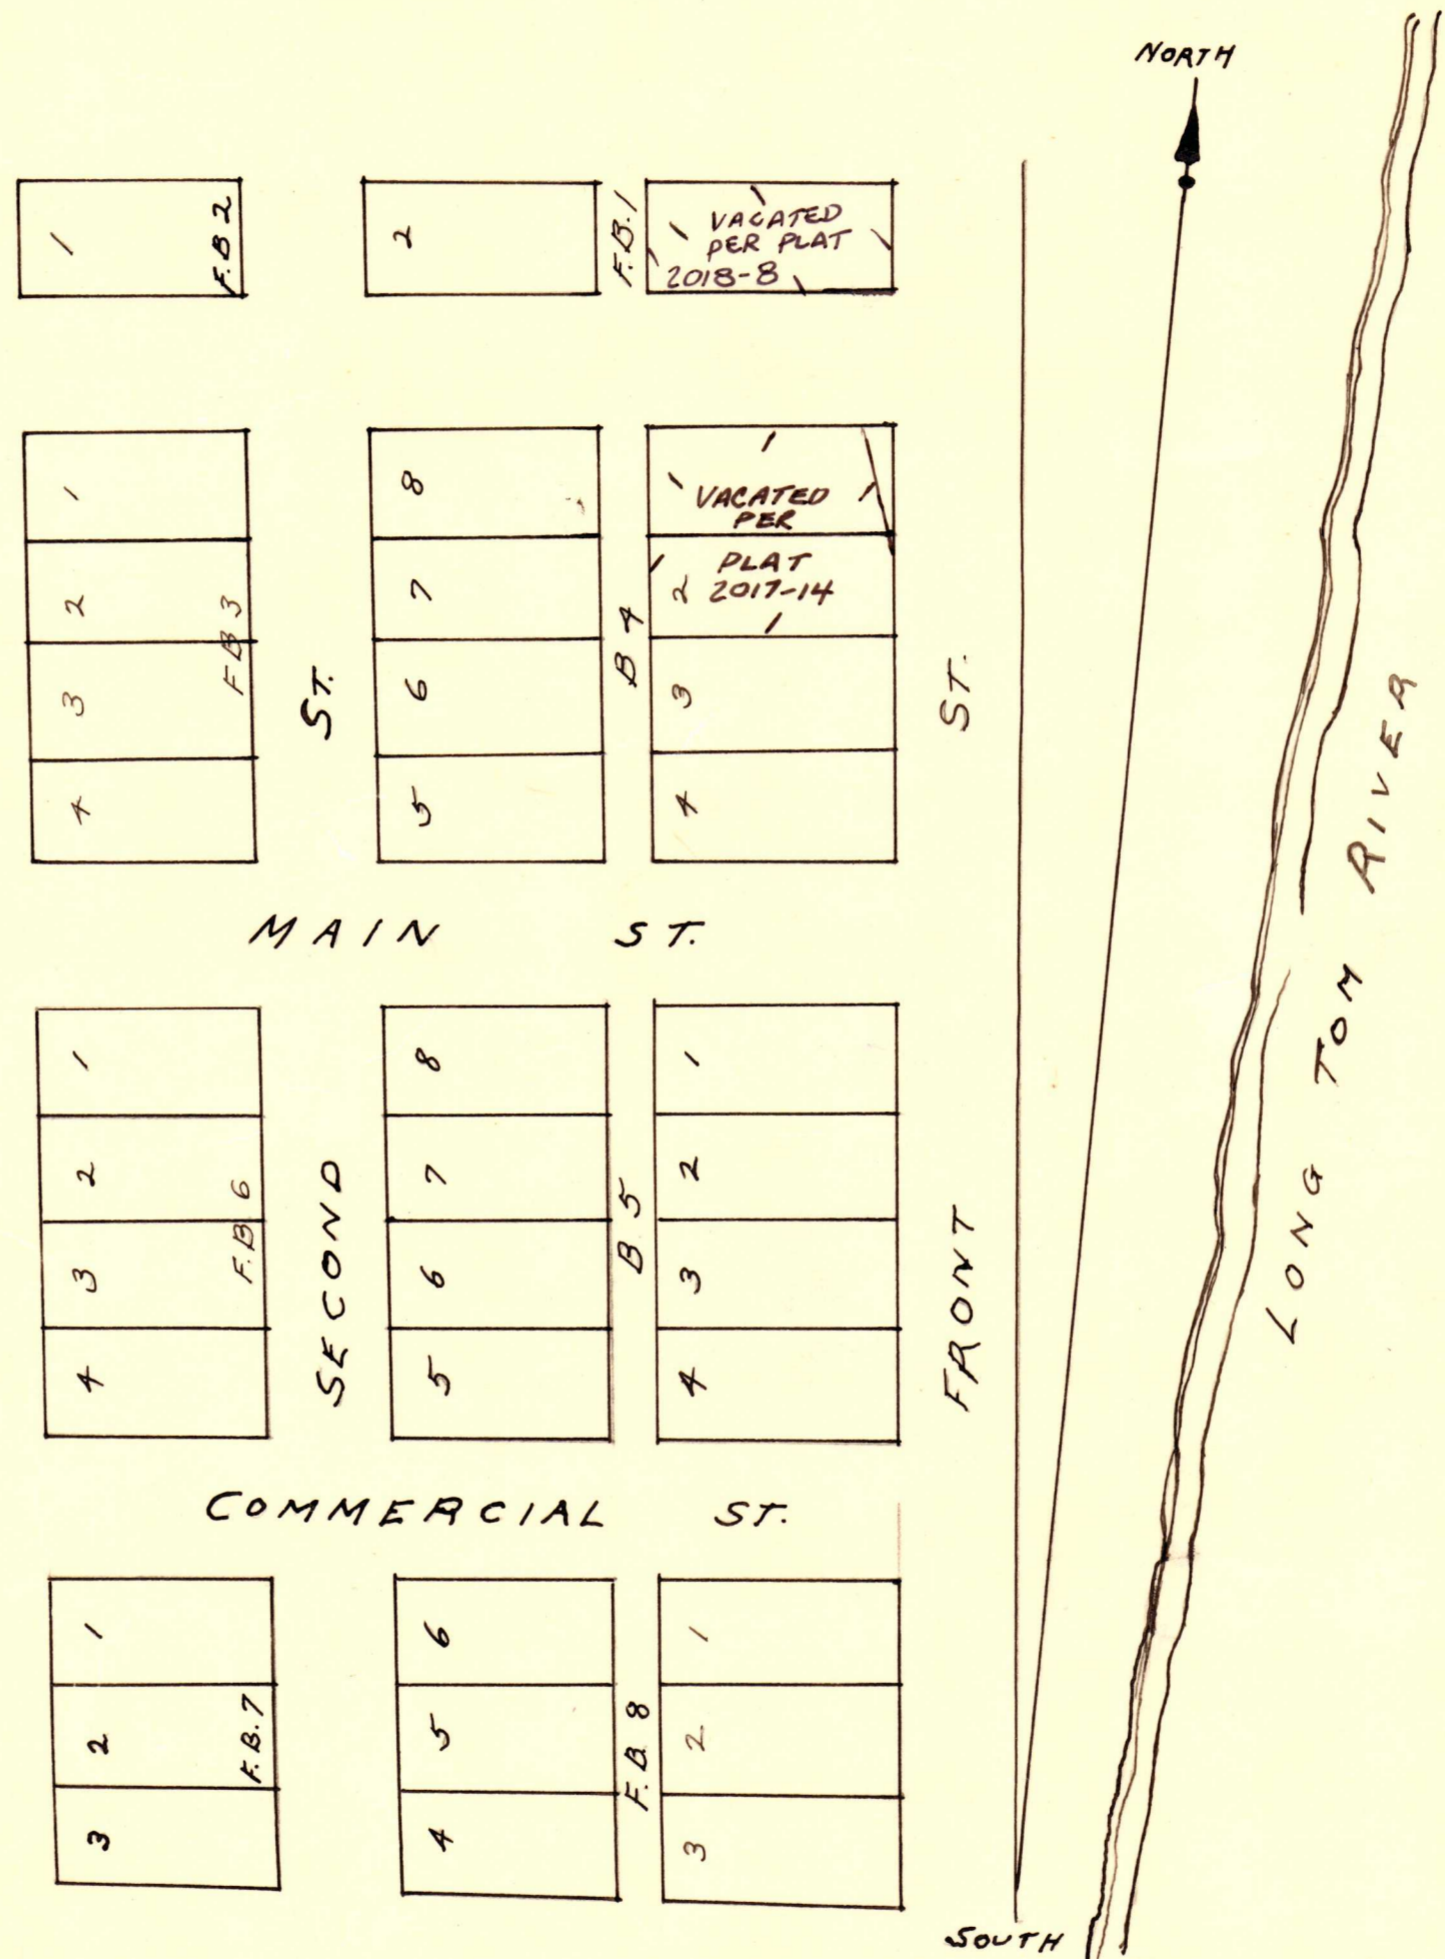 NORTH
1
F.B 2
2
F.B.1
1 VACATED
PER PLAT
2018-8
1
2
3
4
F B 3
ST.
8
7
6
5
B 4
1
VACATED
PER
PLAT
2 2017-14
3
4
ST.
MAIN ST.
1
2
3
4
F.B. 6
SECOND
8
7
6
5
B 5
1
2
3
4
FRONT
LONG TOM RIVER
COMMERCIAL ST.
1
2
3
F.B.7
6
5
4
F.B. 8
1
2
3
SOUTH